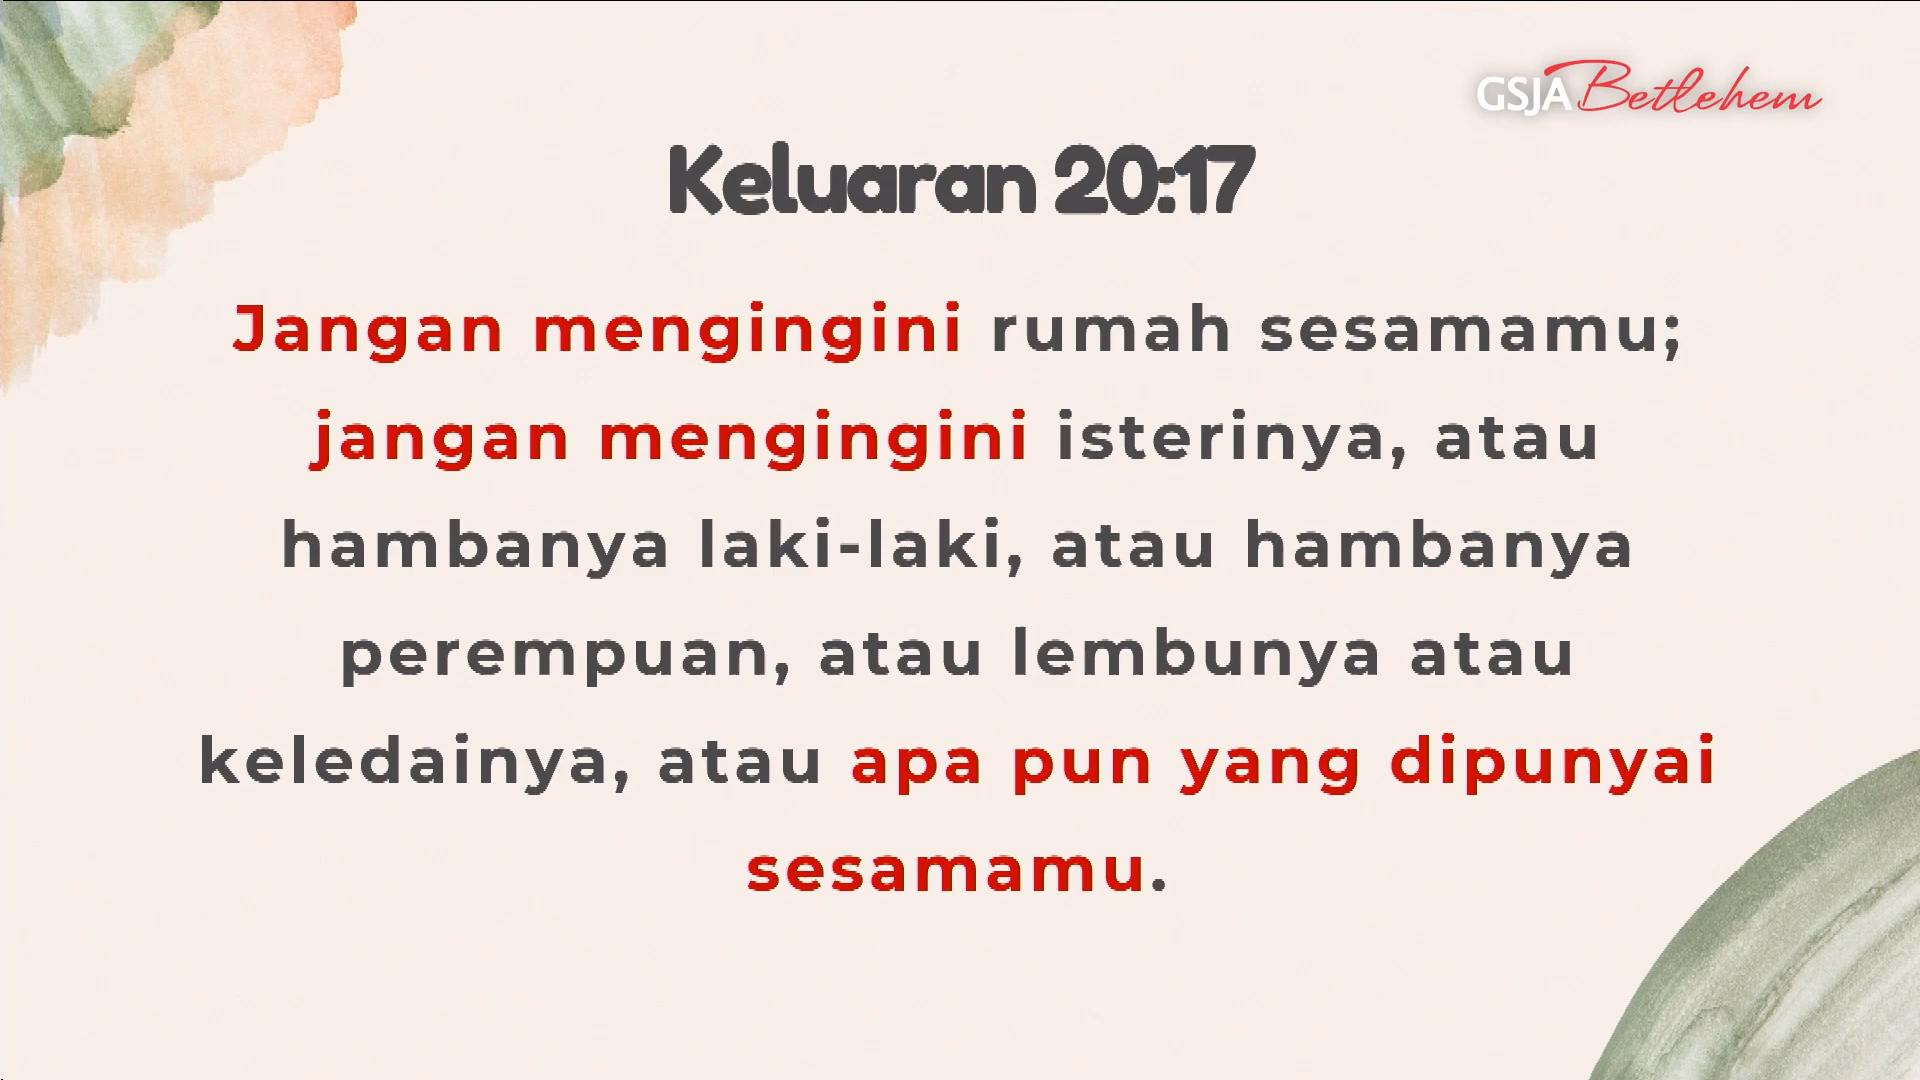 GSJA Betlehem
Keluaran 20:17
Jangan mengingini rumah sesamamu;
jangan mengingini isterinya, atau
hambanya laki-laki, atau hambanya
perempuan, atau lembunya atau
keledainya, atau apa pun yang dipunyai
sesamamu.